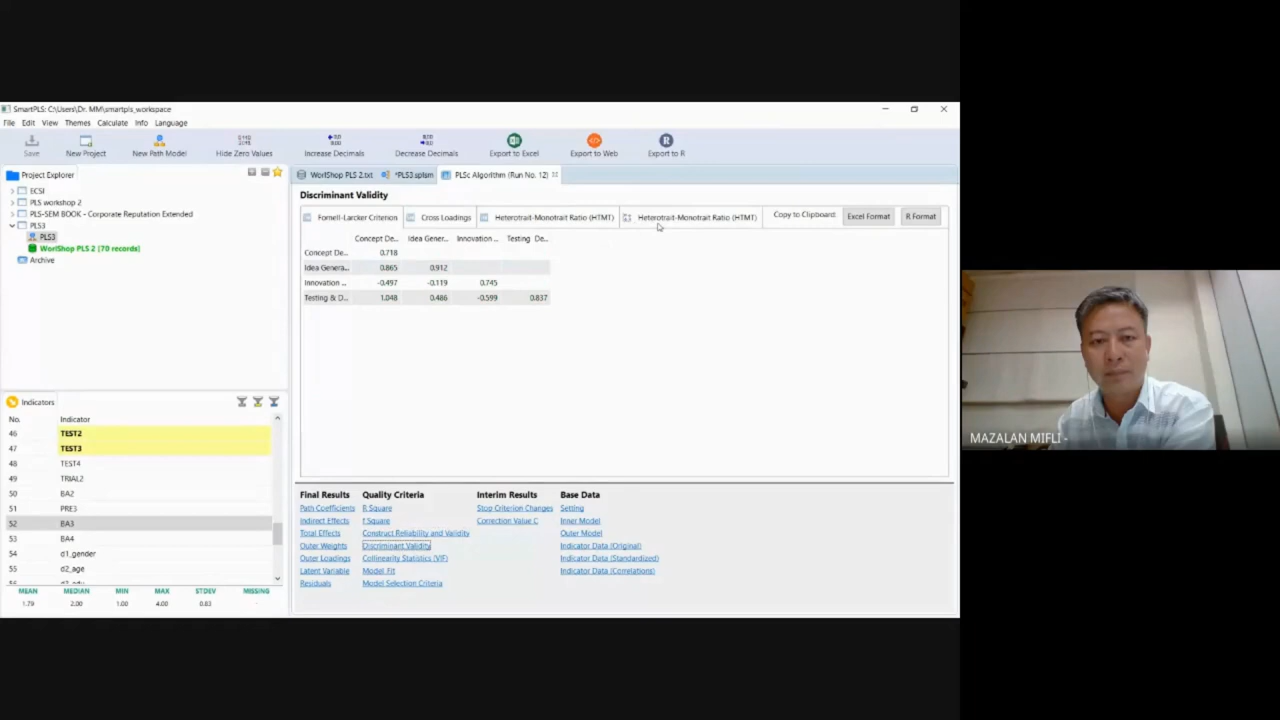 SmartPLS: C:\Users\Dr. MM\smartpls_workspace
File Edit View Themes Calculate Info Language
Save New Project New Path Model Hide Zero Values Increase Decimals Decrease Decimals Export to Excel Export to Web Export to R
Project Explorer
ECSI
PLS workshop 2
PLS-SEM BOOK - Corporate Reputation Extended
PLS3
PLS3
WorlShop PLS 2 [70 records]
Archive
WorlShop PLS 2.txt *PLS3.splsm PLSc Algorithm (Run No. 12)
Discriminant Validity
Fornell-Larcker Criterion Cross Loadings Heterotrait-Monotrait Ratio (HTMT) Heterotrait-Monotrait Ratio (HTMT) Copy to Clipboard: Excel Format R Format
Concept De... Idea Gener... Innovation ... Testing De...
Concept De... 0.718
Idea Genera... 0.865 0.912
Innovation ... -0.497 -0.119 0.745
Testing & D... 1.048 0.486 -0.599 0.837
Indicators
No. Indicator
46 TEST2
47 TEST3
48 TEST4
49 TRIAL2
50 BA2
51 PRE3
52 BA3
53 BA4
54 d1_gender
55 d2_age
MEAN MEDIAN MIN MAX STDEV MISSING
1.79 2.00 1.00 4.00 0.83 -
Final Results Quality Criteria Interim Results Base Data
Path Coefficients R Square Stop Criterion Changes Setting
Indirect Effects f Square Correction Value C Inner Model
Total Effects Construct Reliability and Validity Outer Model
Outer Weights Discriminant Validity Indicator Data (Original)
Outer Loadings Collinearity Statistics (VIF) Indicator Data (Standardized)
Latent Variable Model Fit Indicator Data (Correlations)
Residuals Model Selection Criteria
MAZALAN MIFLI -